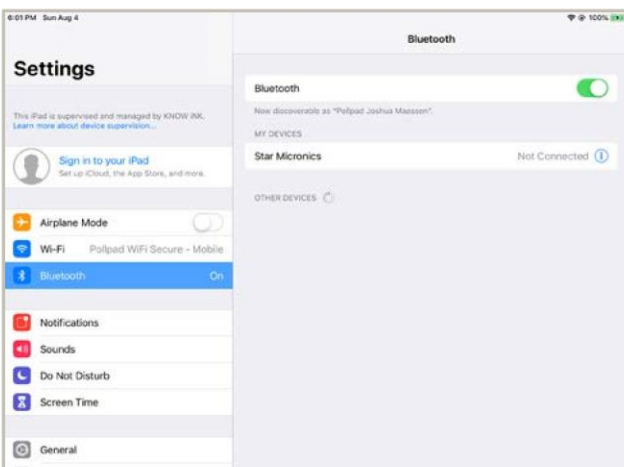 6:01 PM Sun Aug 4
100%
Bluetooth
Settings
Bluetooth
Now discoverable as "Pollpad Joshua Maassen".
This iPad is supervised and managed by KNOW iNK.
Learn more about device supervision...
MY DEVICES
Star Micronics Not Connected
Sign in to your iPad
Set up iCloud, the App Store, and more.
OTHER DEVICES
Airplane Mode
Wi-Fi Pollpad WiFi Secure - Mobile
Bluetooth On
Notifications
Sounds
Do Not Disturb
Screen Time
General